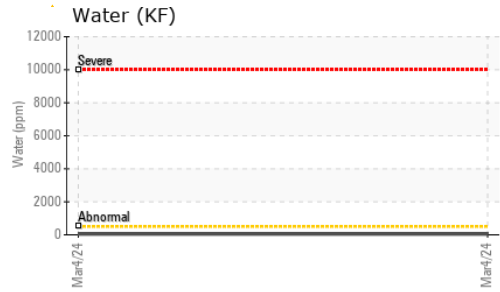 Water (KF)
12000
Severe
10000
8000
6000
4000
2000
Abnormal
0
Water (ppm)
Mar4/24
Mar4/24